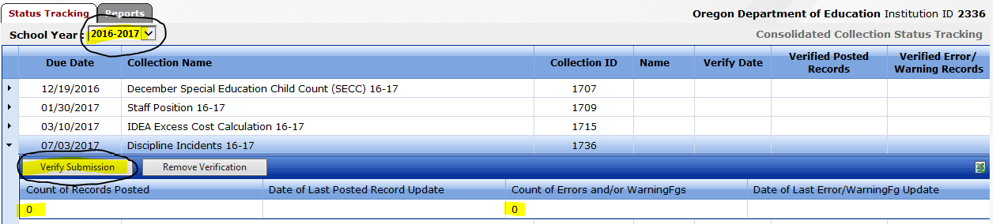 Status Tracking Reports
Oregon Department of Education Institution ID 2336
School Year : 2016-2017
Consolidated Collection Status Tracking
Due Date Collection Name Collection ID Name Verify Date Verified Posted Records Verified Error/ Warning Records
12/19/2016 December Special Education Child Count (SECC) 16-17 1707
01/30/2017 Staff Position 16-17 1709
03/10/2017 IDEA Excess Cost Calculation 16-17 1715
07/03/2017 Discipline Incidents 16-17 1736
Verify Submission Remove Verification
Count of Records Posted Date of Last Posted Record Update Count of Errors and/or WarningFgs Date of Last Error/WarningFg Update
0 0